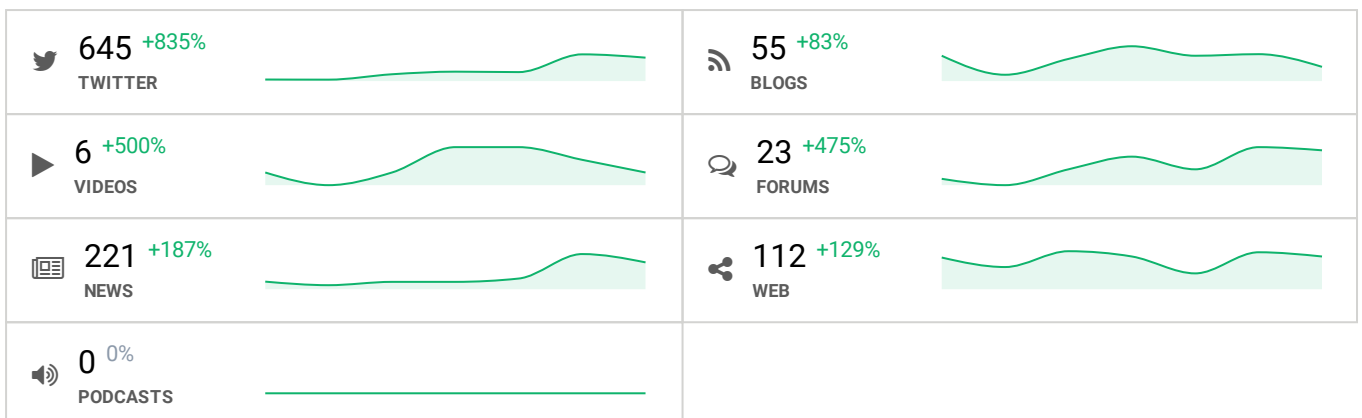 645 +835%
TWITTER
55 +83%
BLOGS
6 +500%
VIDEOS
23 +475%
FORUMS
221 +187%
NEWS
112 +129%
WEB
0 0%
PODCASTS